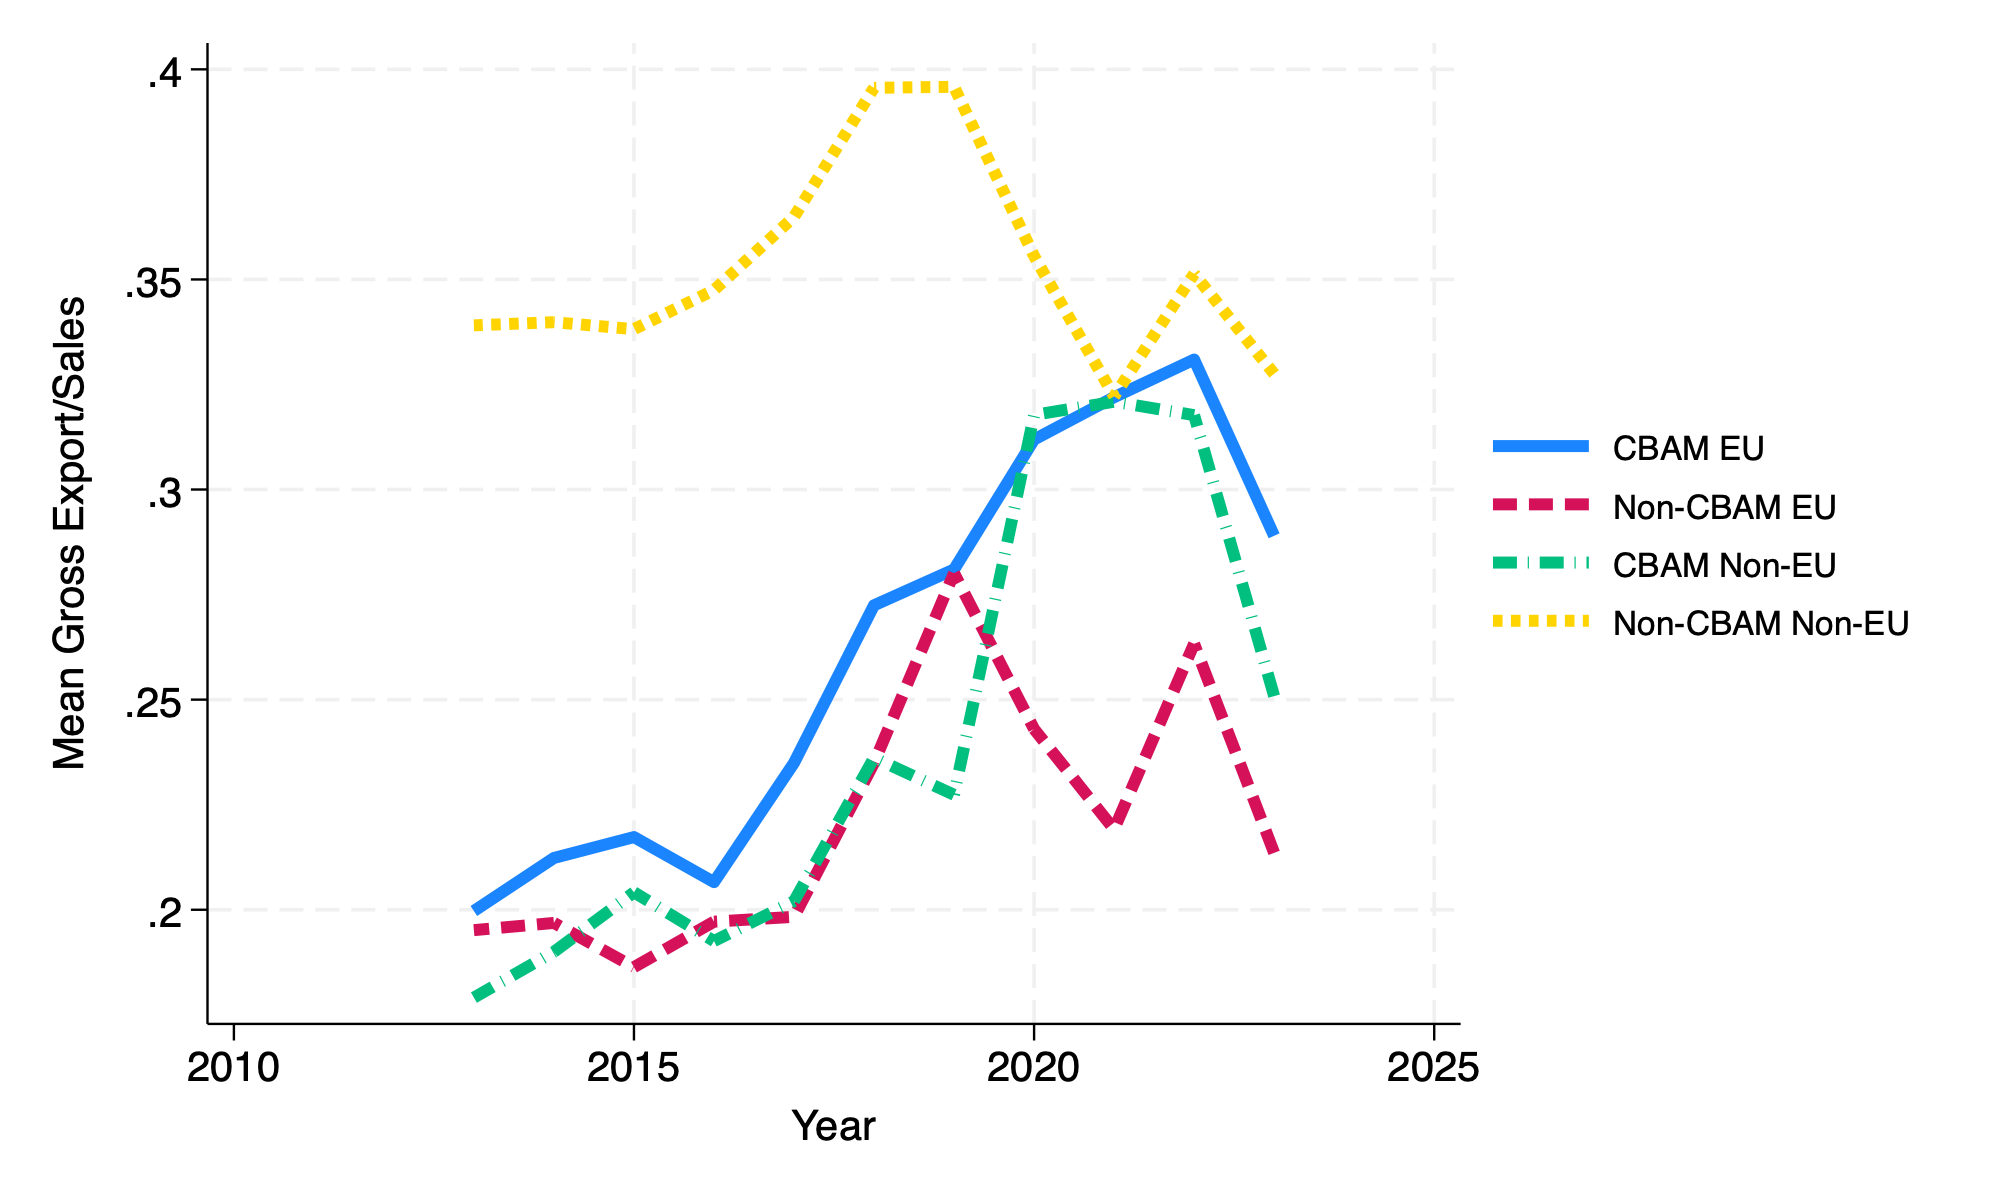 Mean Gross Export/Sales
.4
.35
.3
.25
.2
2010 2015 2020 2025
Year
CBAM EU
Non-CBAM EU
CBAM Non-EU
Non-CBAM Non-EU